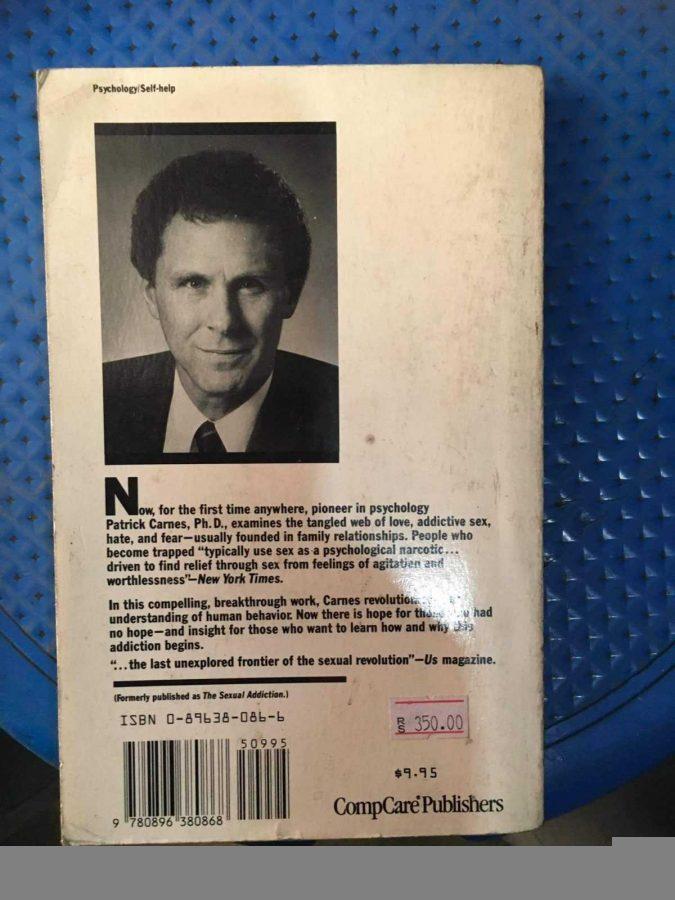 Psychology/Self-help
Now, for the first time anywhere, pioneer in psychology
Patrick Carnes, Ph.D., examines the tangled web of love, addictive sex,
hate, and fear—usually founded in family relationships. People who
become trapped “typically use sex as a psychological narcotic...
driven to find relief through sex from feelings of agitation and
worthlessness”—New York Times.
In this compelling, breakthrough work, Carnes
understanding of human behavior. Now there is hope for had
no hope—and insight for those who want to learn how and why this
addiction begins.
“...the last unexplored frontier of the sexual revolution”—Us magazine.
(Formerly published as The Sexual Addiction.)
ISBN 0-89638-086-6
RS 350.00
50995
$9.95
9 780896 380868
CompCare® Publishers